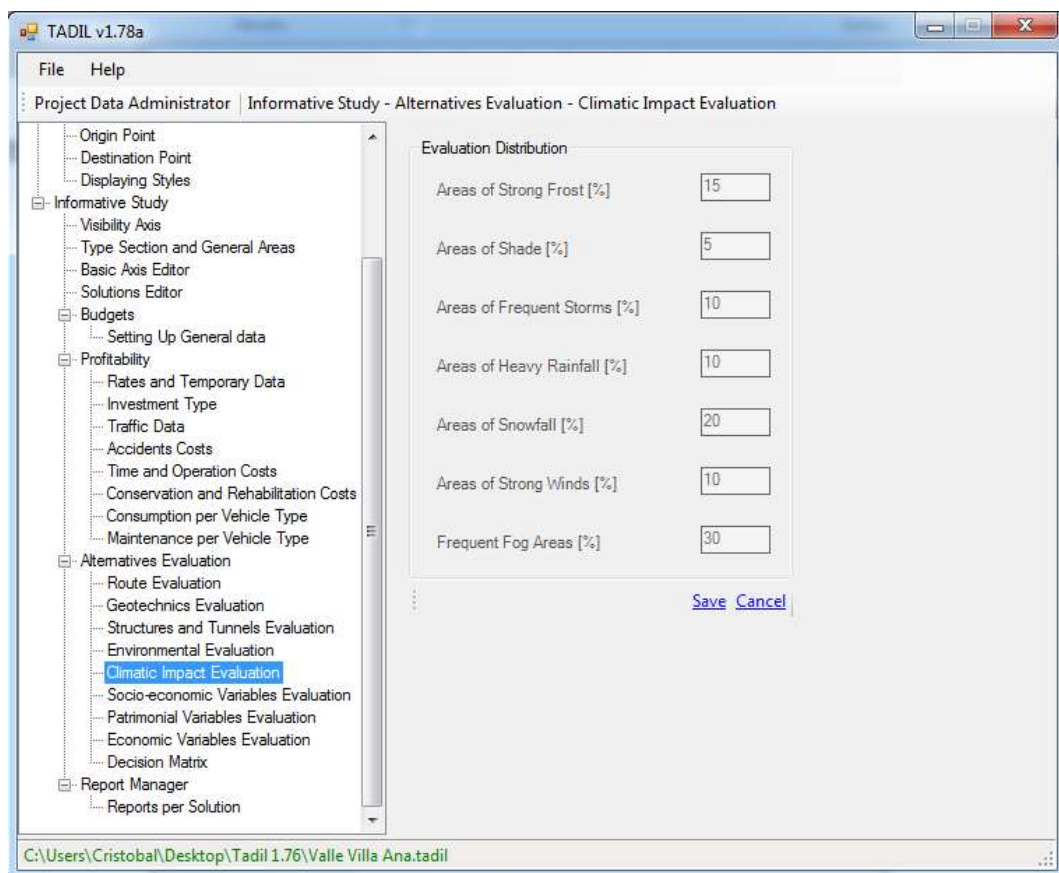 TADIL v1.78a
File Help
Project Data Administrator Informative Study - Alternatives Evaluation - Climatic Impact Evaluation
Origin Point
Destination Point
Displaying Styles
Informative Study
Visibility Axis
Type Section and General Areas
Basic Axis Editor
Solutions Editor
Budgets
Setting Up General data
Profitability
Rates and Temporary Data
Investment Type
Traffic Data
Accidents Costs
Time and Operation Costs
Conservation and Rehabilitation Costs
Consumption per Vehicle Type
Maintenance per Vehicle Type
Alternatives Evaluation
Route Evaluation
Geotechnics Evaluation
Structures and Tunnels Evaluation
Environmental Evaluation
Climatic Impact Evaluation
Socio-economic Variables Evaluation
Patrimonial Variables Evaluation
Economic Variables Evaluation
Decision Matrix
Report Manager
Reports per Solution
Evaluation Distribution
Areas of Strong Frost [%] 15
Areas of Shade [%] 5
Areas of Frequent Storms [%] 10
Areas of Heavy Rainfall [%] 10
Areas of Snowfall [%] 20
Areas of Strong Winds [%] 10
Frequent Fog Areas [%] 30
Save Cancel
C:\Users\Cristobal\Desktop\Tadil 1.76\Valle Villa Ana.tadil